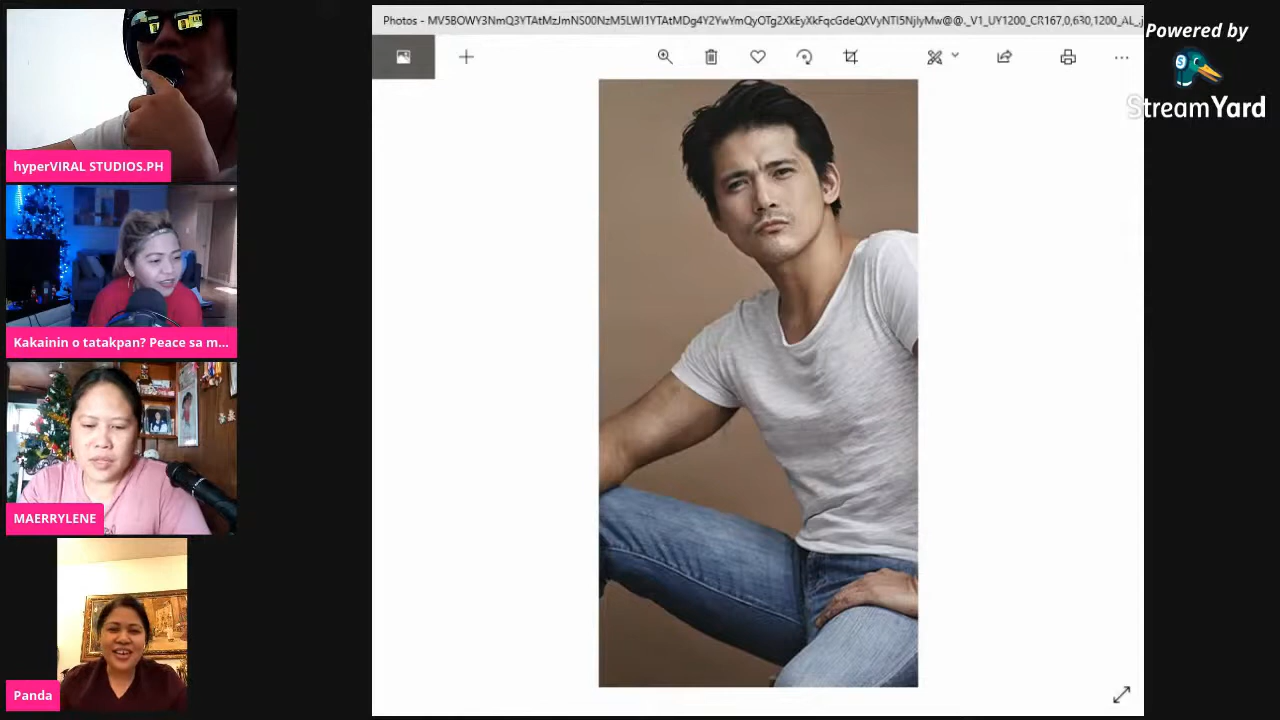 Photos - MV5BOWY3NmQ3YTAtMzJmNS00NzM5LWI1YTAtMDg4Y2YwYmQyOTg2XkEyXkFqcGdeQXVyNTI5NjIyMw@@._V1_UY1200_CR167,0,630,1200_AL_.j
Powered by
StreamYard
hyperVIRAL STUDIOS.PH
Kakainin o tatakpan? Peace sa m...
MAERRYLENE
Panda